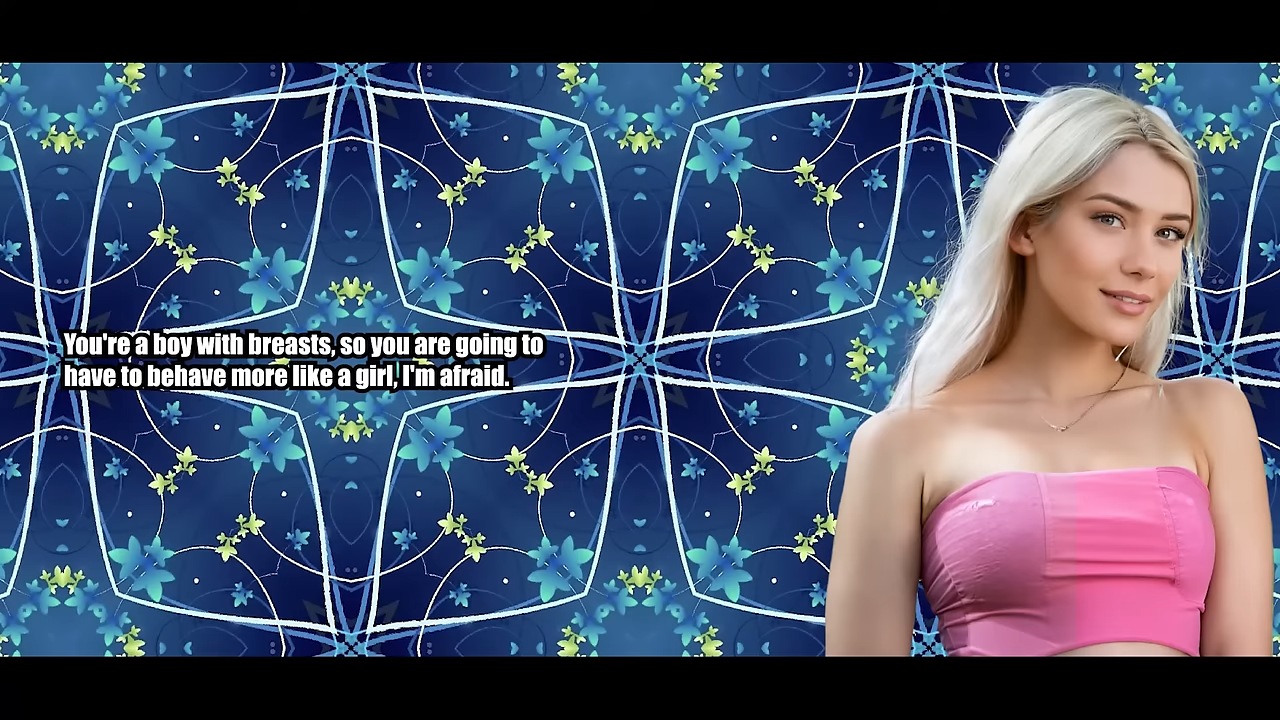 You're a boy with breasts, so you are going to
have to behave more like a girl, I'm afraid.